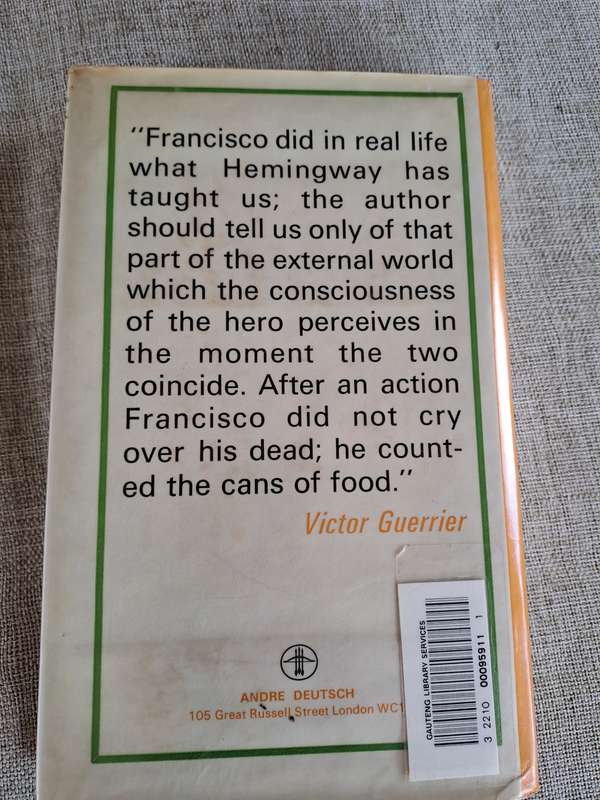 "Francisco did in real life
what Hemingway has
taught us; the author
should tell us only of that
part of the external world
which the consciousness
of the hero perceives in
the moment the two
coincide. After an action
Francisco did not cry
over his dead; he count-
ed the cans of food."
Victor Guerrier
ANDRE DEUTSCH
105 Great Russell Street London WC1
GAUTENG LIBRARY SERVICES
3 2210 00095911 1